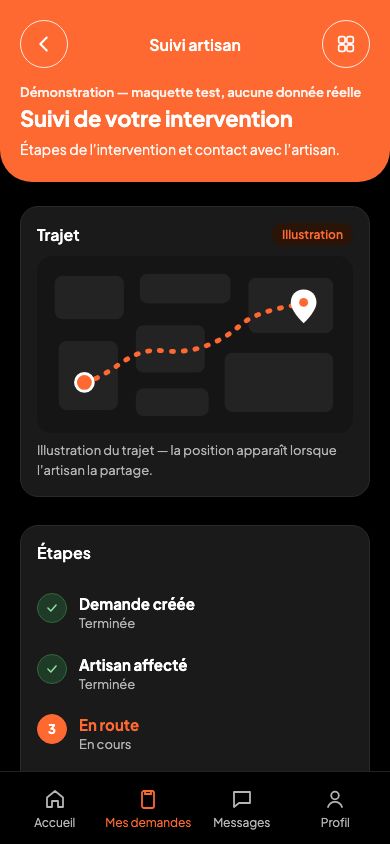 Suivi artisan
Démonstration — maquette test, aucune donnée réelle
Suivi de votre intervention
Étapes de l'intervention et contact avec l'artisan.
Trajet
Illustration
Illustration du trajet — la position apparaît lorsque
l'artisan la partage.
Étapes
Demande créée
Terminée
Artisan affecté
Terminée
3
En route
En cours
Accueil
Mes demandes
Messages
Profil